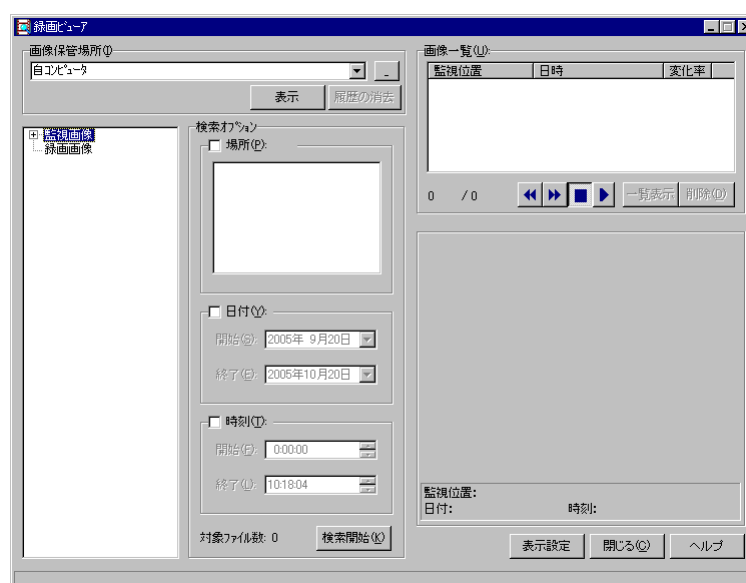 録画ﾋﾞｭｰｱ
画像保管場所(I)
自ｺﾝﾋﾟｭｰﾀ
...
表示
履歴の消去
監視画像
録画画像
検索ｵﾌﾟｼｮﾝ
場所(P):
日付(Y):
開始(S): 2005年 9月20日
終了(E): 2005年10月20日
時刻(T):
開始(F): 0:00:00
終了(L): 10:18:04
対象ﾌｧｲﾙ数: 0
検索開始(K)
画像一覧(U):
監視位置 日時 変化率
0 / 0
一覧表示 削除(D)
監視位置:
日付: 時刻:
表示設定 閉じる(C) ヘルプ